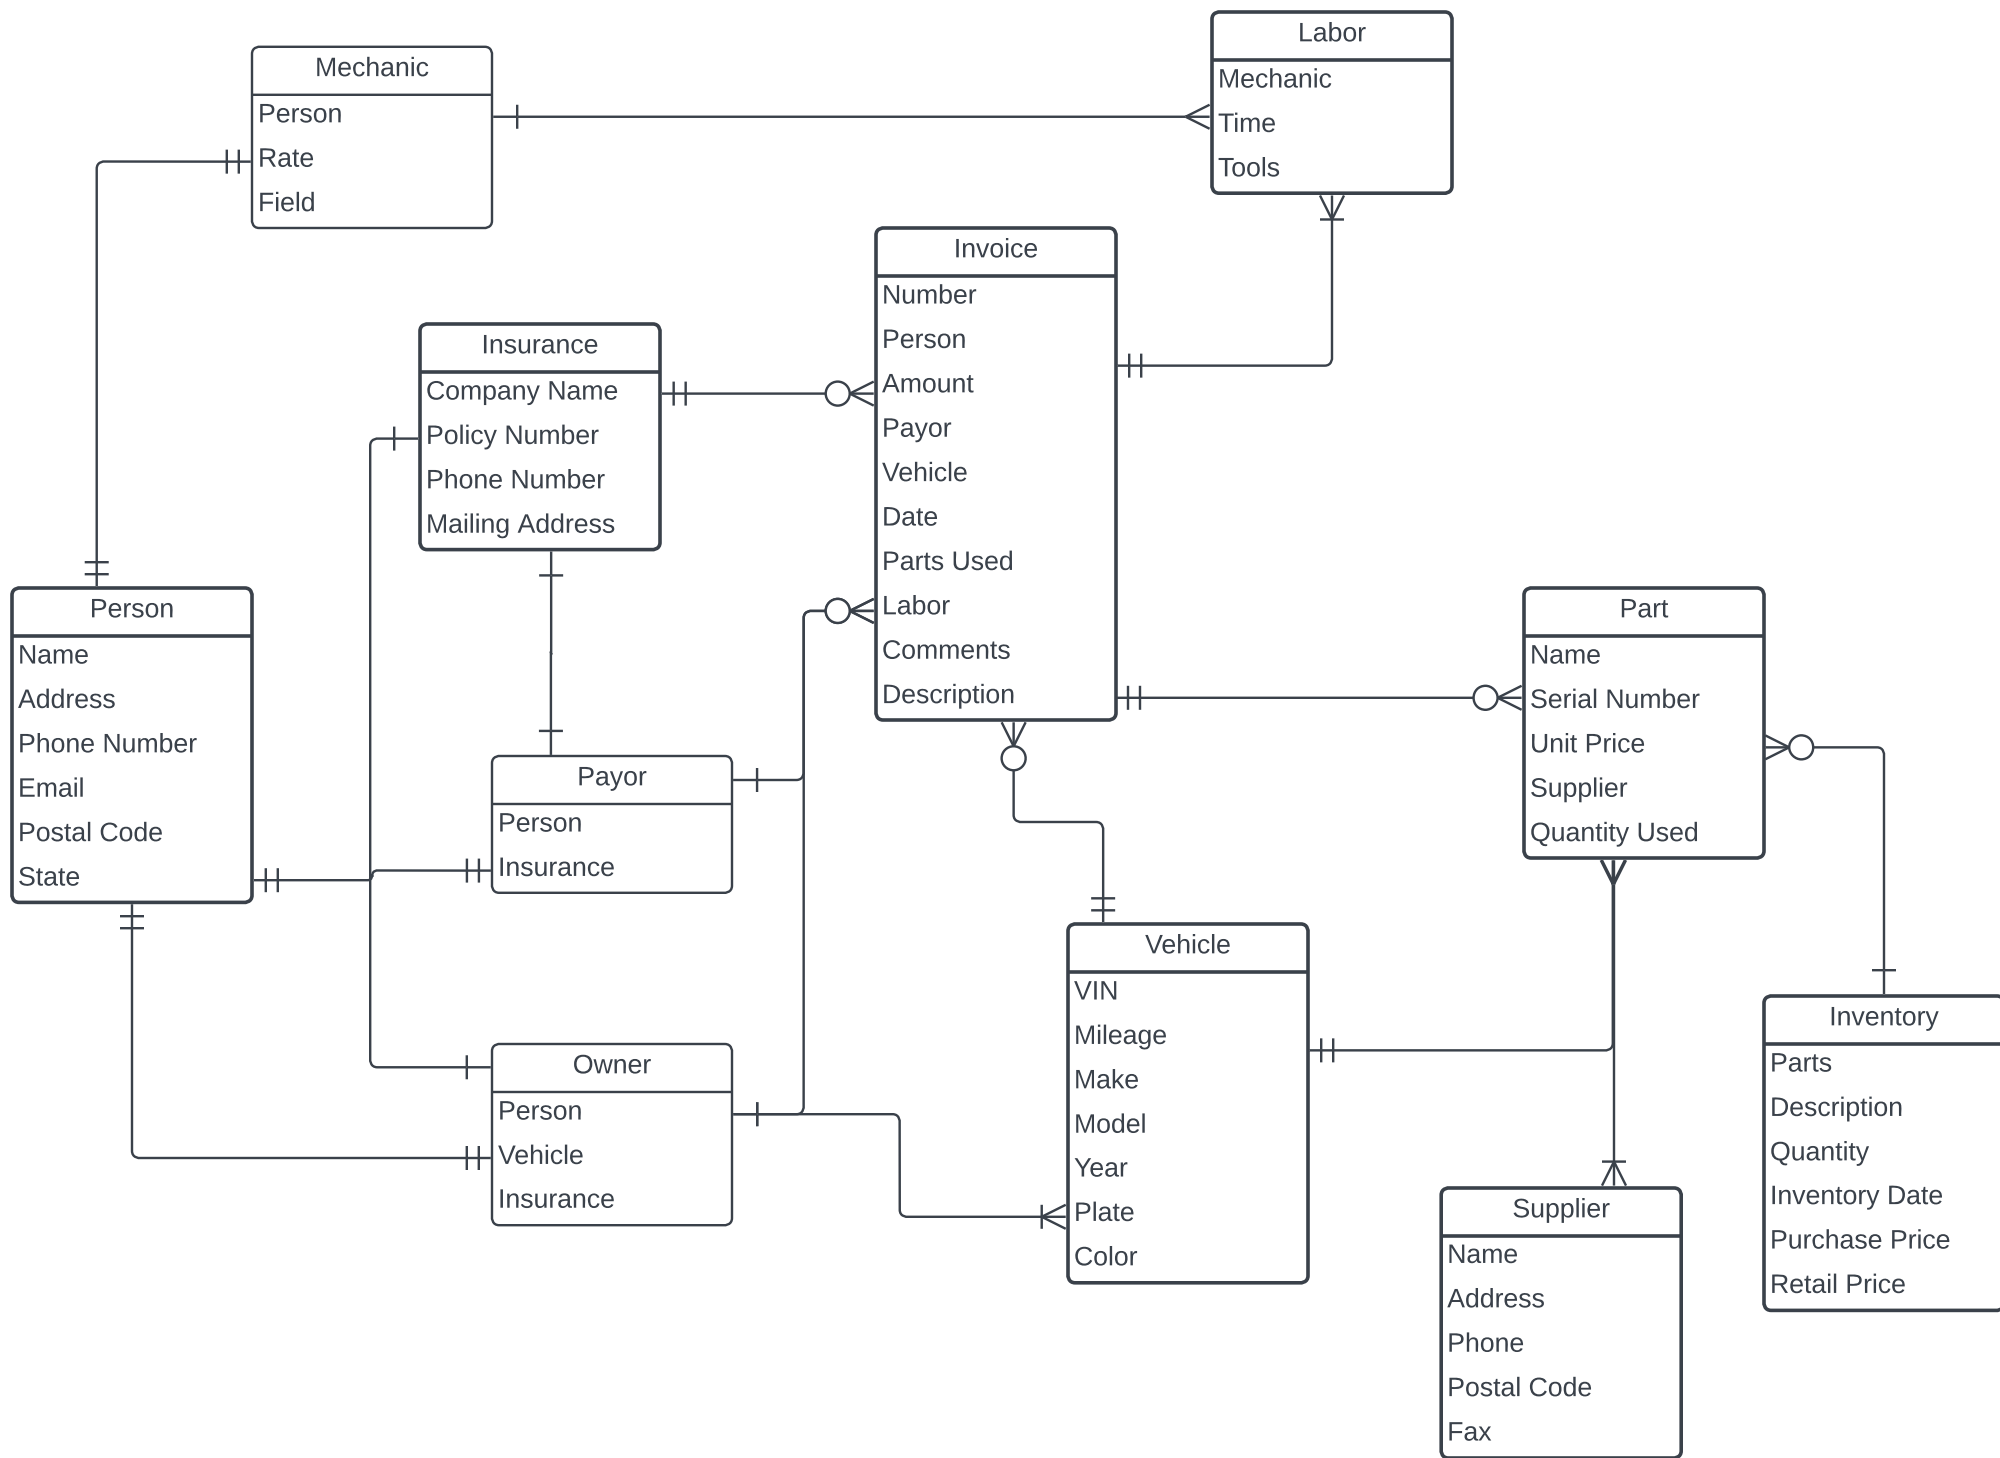 Labor
Mechanic
Time
Tools
Mechanic
Person
Rate
Field
Invoice
Number
Person
Amount
Payor
Vehicle
Date
Parts Used
Labor
Comments
Description
Insurance
Company Name
Policy Number
Phone Number
Mailing Address
Person
Name
Address
Phone Number
Email
Postal Code
State
Part
Name
Serial Number
Unit Price
Supplier
Quantity Used
Payor
Person
Insurance
Vehicle
VIN
Mileage
Make
Model
Year
Plate
Color
Inventory
Parts
Description
Quantity
Inventory Date
Purchase Price
Retail Price
Owner
Person
Vehicle
Insurance
Supplier
Name
Address
Phone
Postal Code
Fax